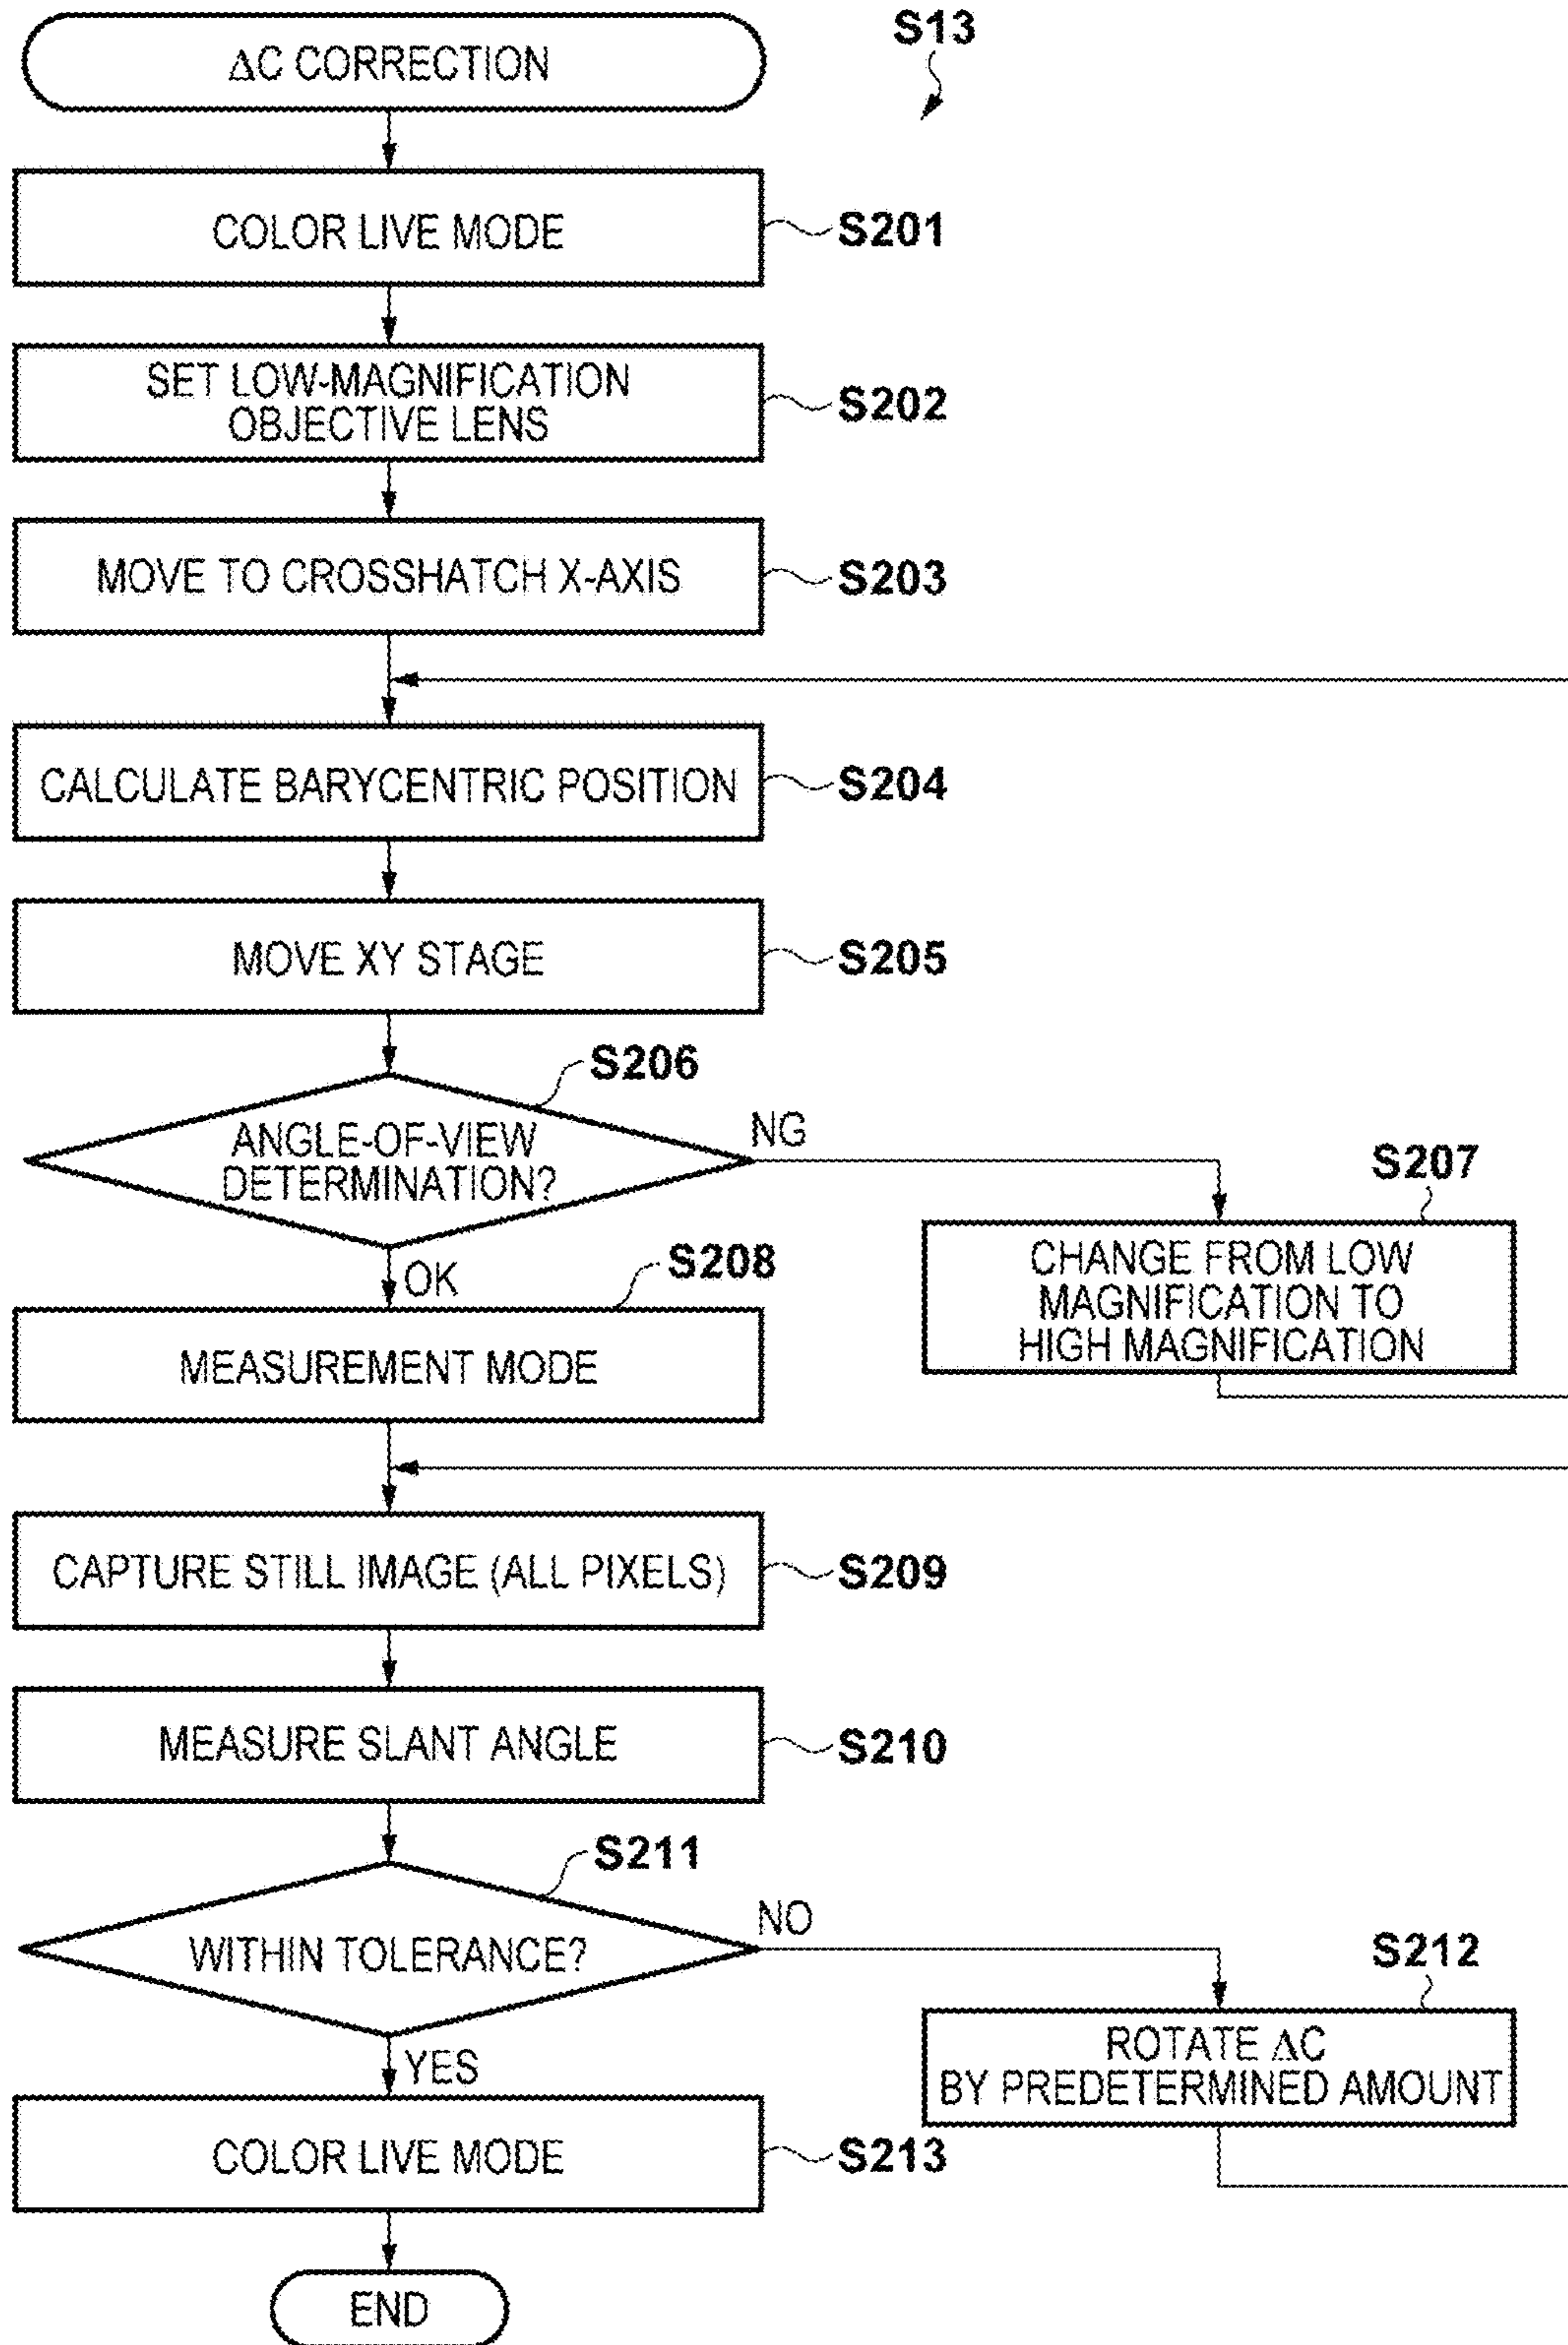 ΔC CORRECTION
S13
COLOR LIVE MODE
S201
SET LOW-MAGNIFICATION
OBJECTIVE LENS
S202
MOVE TO CROSSHATCH X-AXIS
S203
CALCULATE BARYCENTRIC POSITION
S204
MOVE XY STAGE
S205
S206
ANGLE-OF-VIEW
DETERMINATION?
NG
S207
CHANGE FROM LOW
MAGNIFICATION TO
HIGH MAGNIFICATION
OK
S208
MEASUREMENT MODE
CAPTURE STILL IMAGE (ALL PIXELS)
S209
MEASURE SLANT ANGLE
S210
S211
WITHIN TOLERANCE?
NO
S212
ROTATE ΔC
BY PREDETERMINED AMOUNT
YES
COLOR LIVE MODE
S213
END